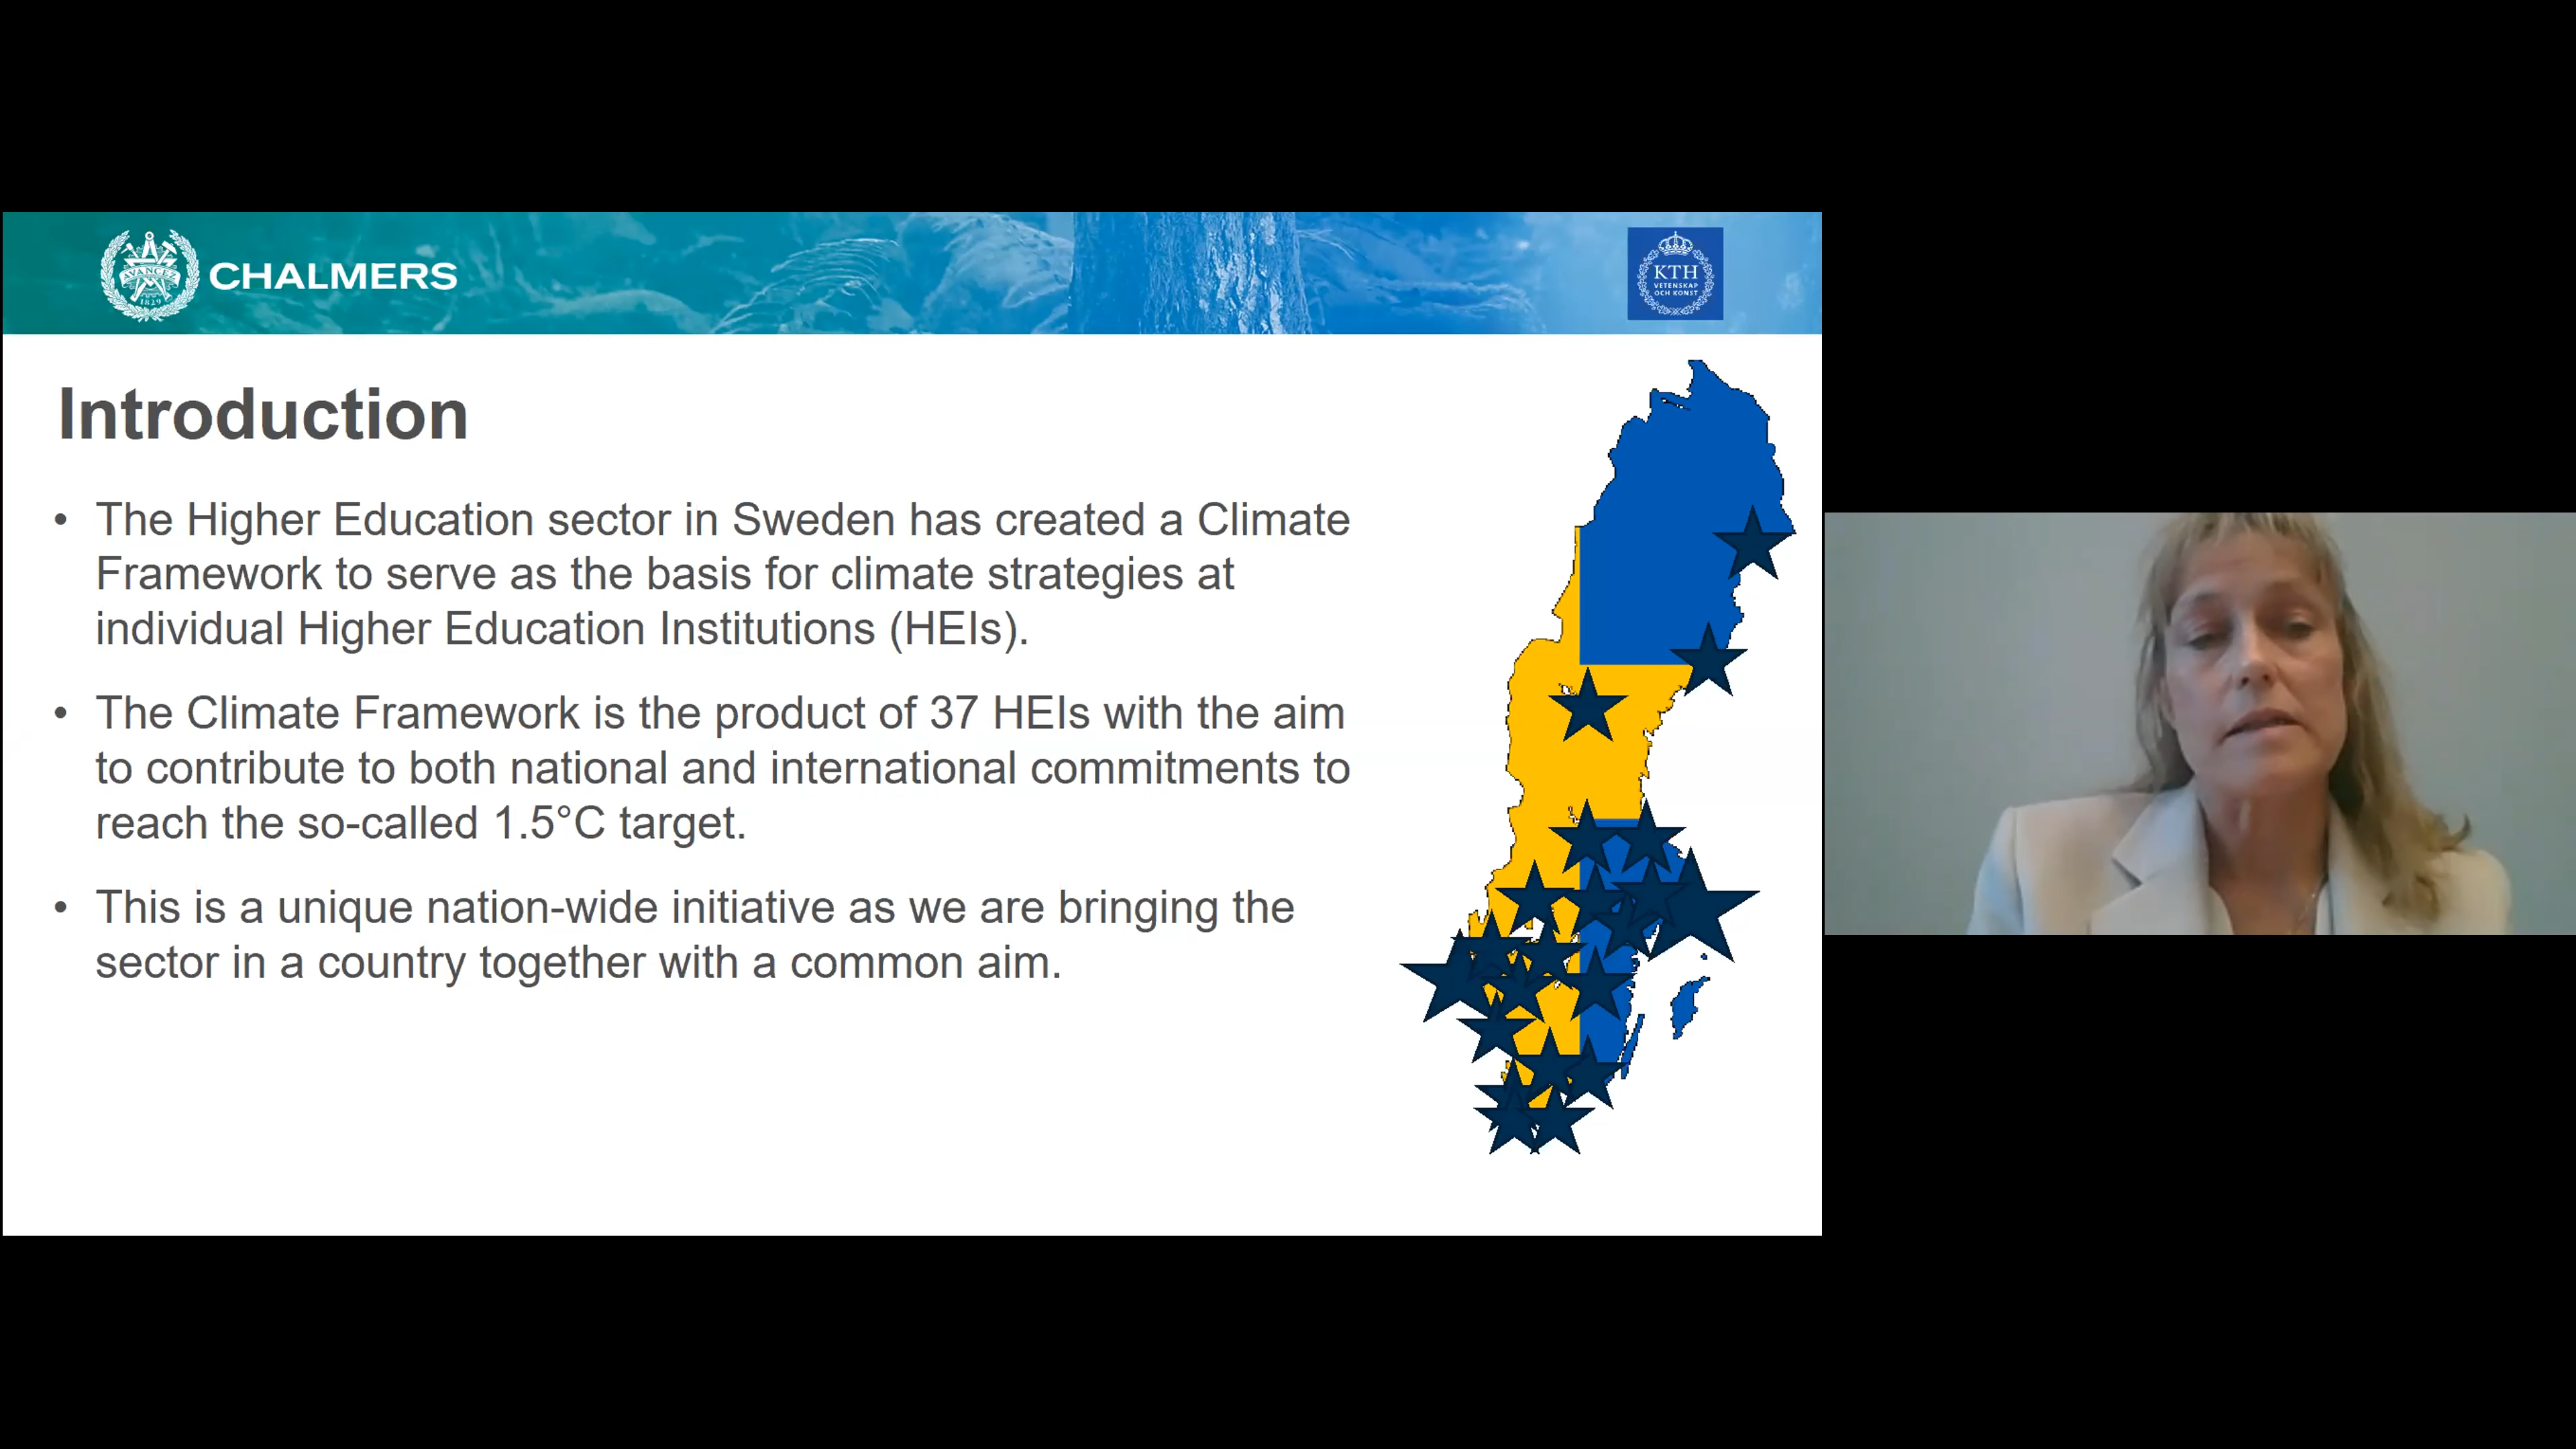 AVANCEZ
1829
CHALMERS
KTH
VETENSKAP
OCH KONST
Introduction
• The Higher Education sector in Sweden has created a Climate
Framework to serve as the basis for climate strategies at
individual Higher Education Institutions (HEIs).
• The Climate Framework is the product of 37 HEIs with the aim
to contribute to both national and international commitments to
reach the so-called 1.5°C target.
• This is a unique nation-wide initiative as we are bringing the
sector in a country together with a common aim.